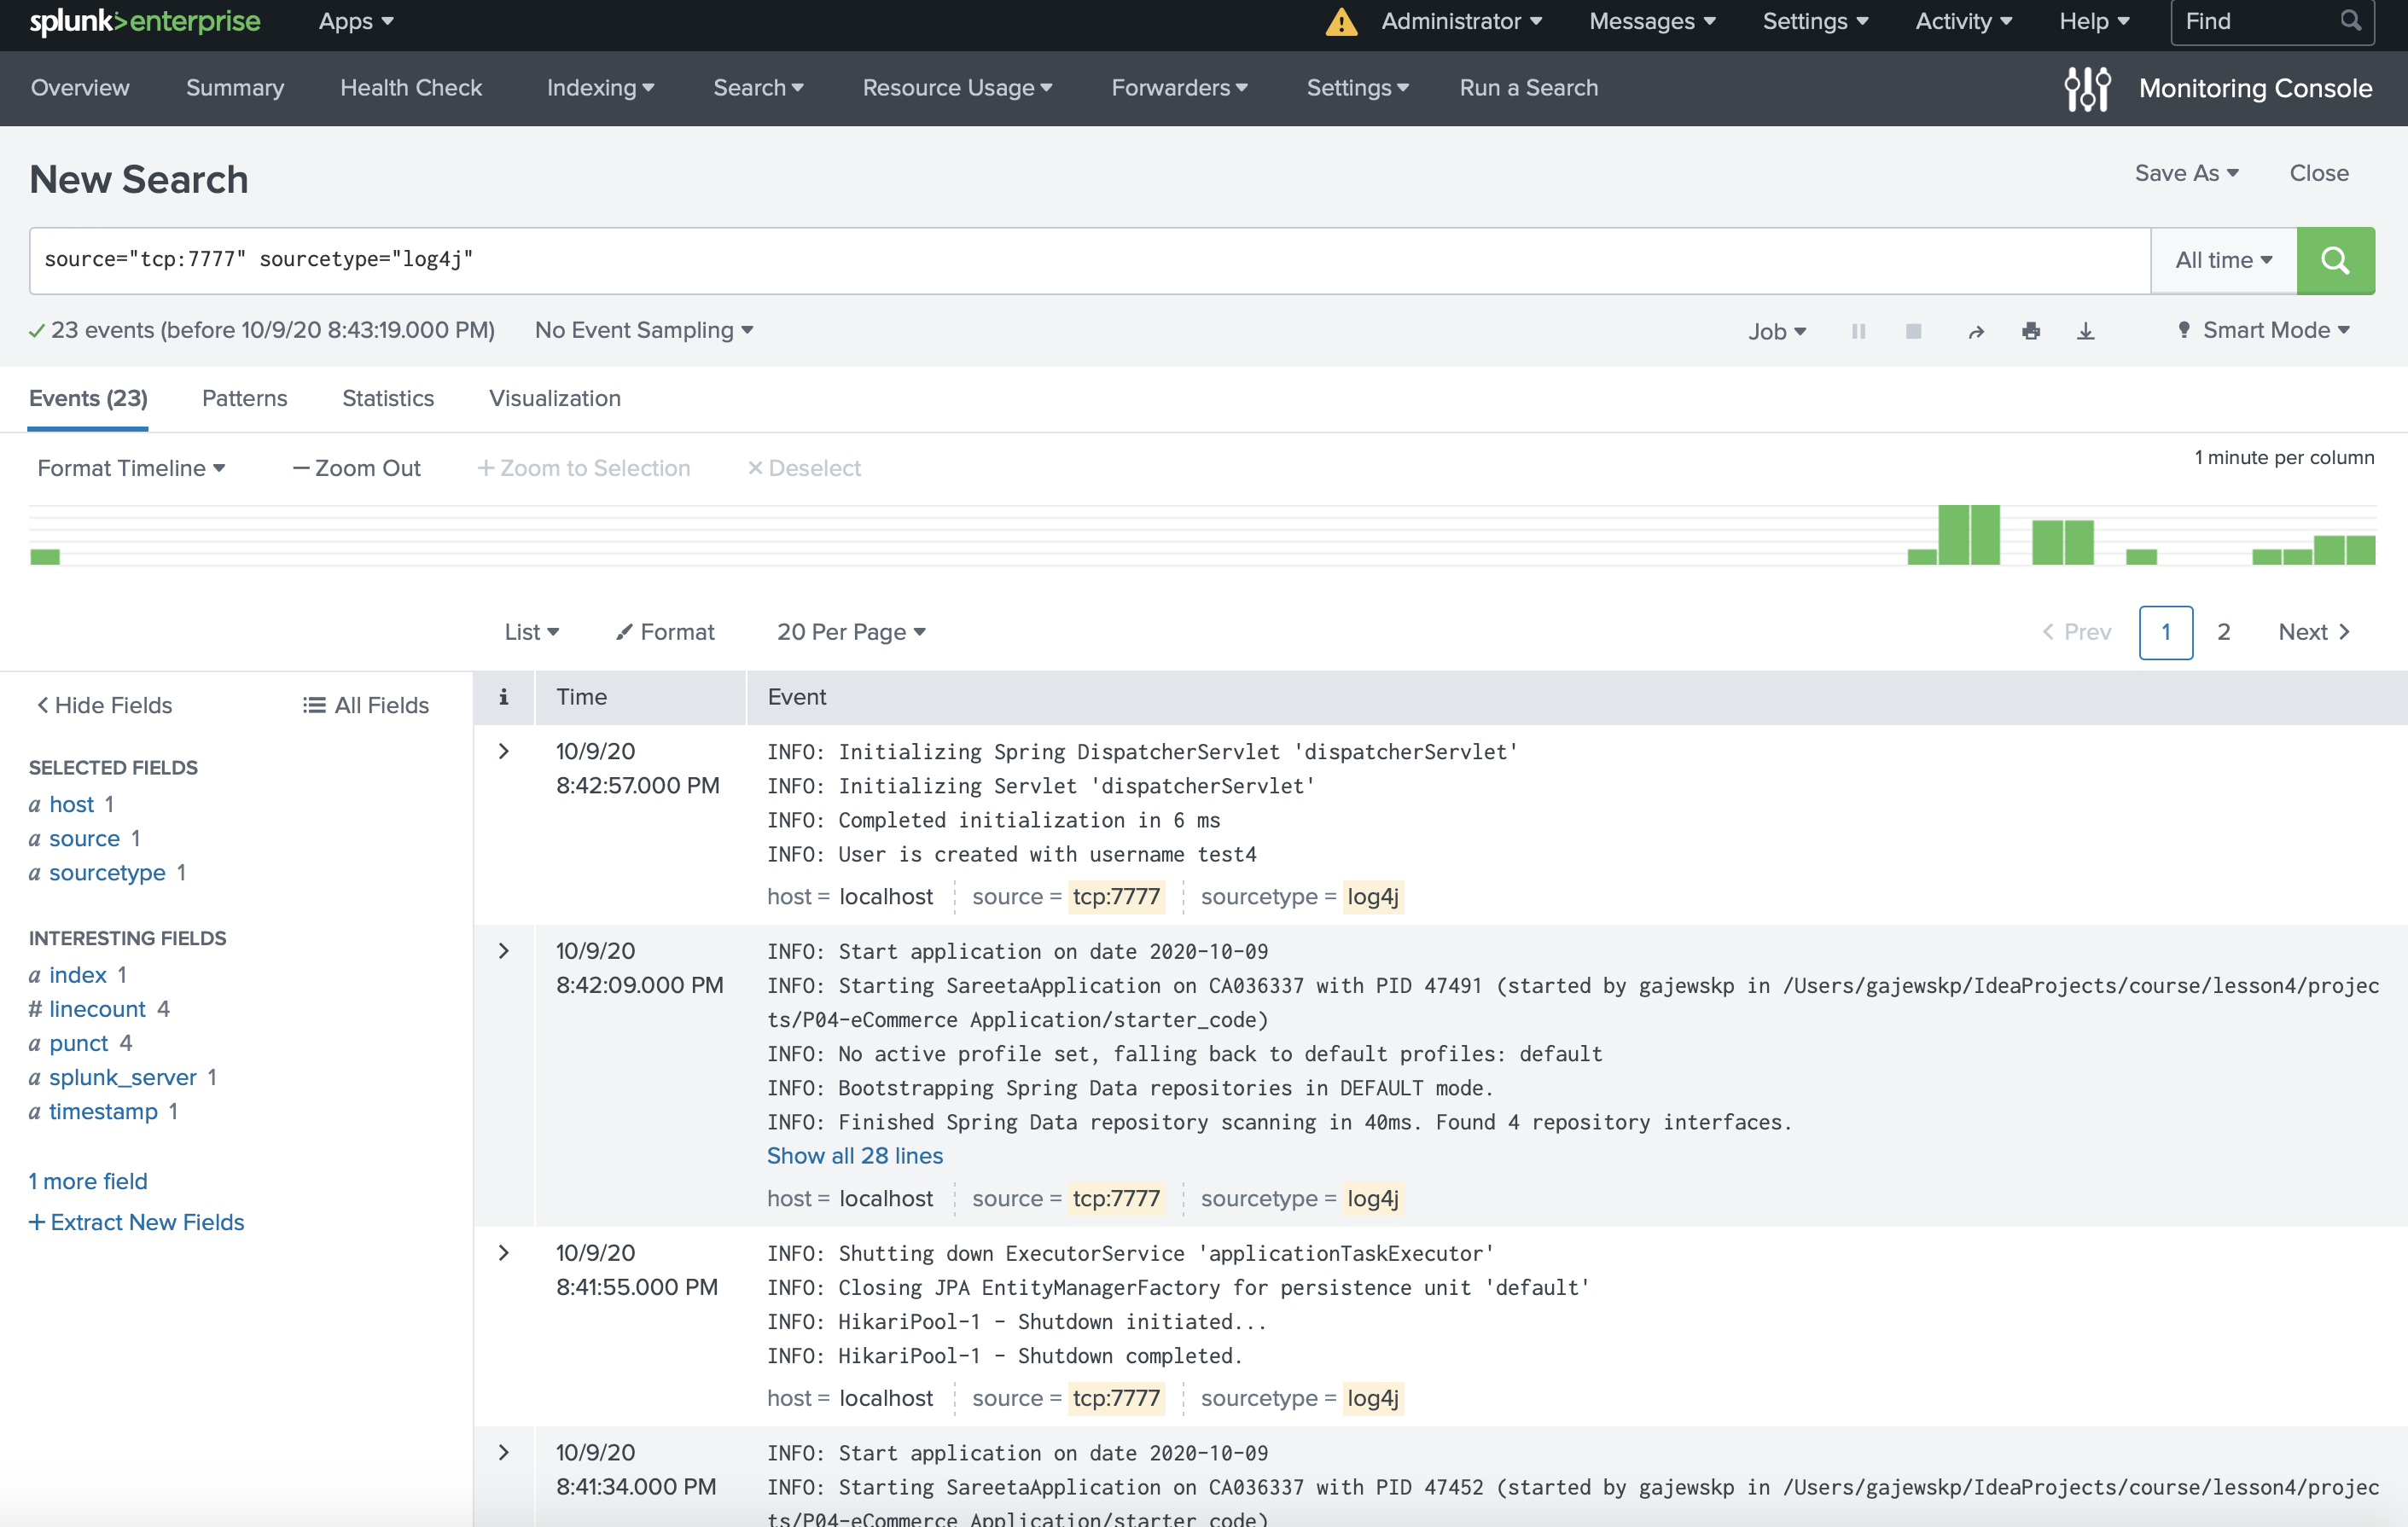 splunk>enterprise Apps Administrator Messages Settings Activity Help Find
Overview Summary Health Check Indexing Search Resource Usage Forwarders Settings Run a Search Monitoring Console
New Search Save As Close
source="tcp:7777" sourcetype="log4j" All time
23 events (before 10/9/20 8:43:19.000 PM) No Event Sampling Job Smart Mode
Events (23) Patterns Statistics Visualization
Format Timeline — Zoom Out + Zoom to Selection × Deselect 1 minute per column
List Format 20 Per Page < Prev 1 2 Next >
< Hide Fields All Fields
SELECTED FIELDS
a host 1
a source 1
a sourcetype 1
INTERESTING FIELDS
a index 1
# linecount 4
a punct 4
a splunk_server 1
a timestamp 1
1 more field
+ Extract New Fields
i Time Event
> 10/9/20
8:42:57.000 PM
INFO: Initializing Spring DispatcherServlet 'dispatcherServlet'
INFO: Initializing Servlet 'dispatcherServlet'
INFO: Completed initialization in 6 ms
INFO: User is created with username test4
host = localhost source = tcp:7777 sourcetype = log4j
> 10/9/20
8:42:09.000 PM
INFO: Start application on date 2020-10-09
INFO: Starting SareetaApplication on CA036337 with PID 47491 (started by gajewskp in /Users/gajewskp/IdeaProjects/course/lesson4/projec
ts/P04-eCommerce Application/starter_code)
INFO: No active profile set, falling back to default profiles: default
INFO: Bootstrapping Spring Data repositories in DEFAULT mode.
INFO: Finished Spring Data repository scanning in 40ms. Found 4 repository interfaces.
Show all 28 lines
host = localhost source = tcp:7777 sourcetype = log4j
> 10/9/20
8:41:55.000 PM
INFO: Shutting down ExecutorService 'applicationTaskExecutor'
INFO: Closing JPA EntityManagerFactory for persistence unit 'default'
INFO: HikariPool-1 - Shutdown initiated...
INFO: HikariPool-1 - Shutdown completed.
host = localhost source = tcp:7777 sourcetype = log4j
> 10/9/20
8:41:34.000 PM
INFO: Start application on date 2020-10-09
INFO: Starting SareetaApplication on CA036337 with PID 47452 (started by gajewskp in /Users/gajewskp/IdeaProjects/course/lesson4/projec
ts/P04-eCommerce Application/starter_code)